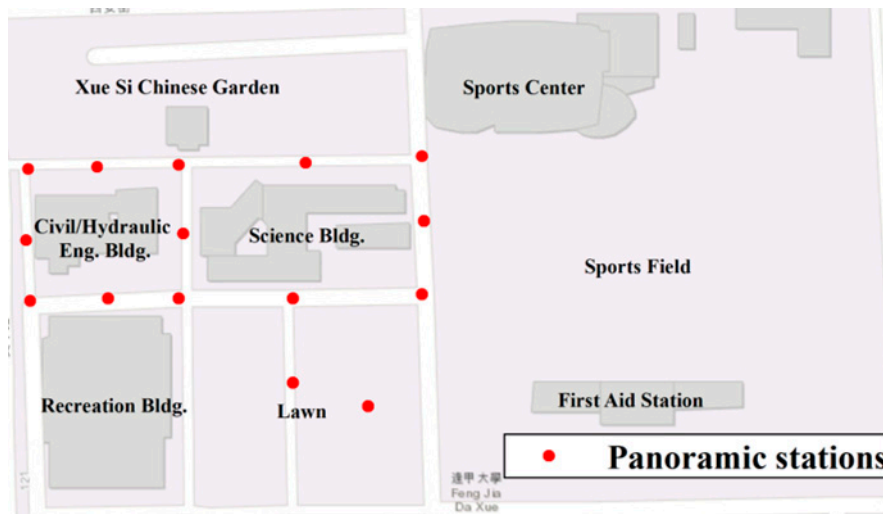 Xue Si Chinese Garden
Sports Center
Civil/Hydraulic
Eng. Bldg.
Science Bldg.
Sports Field
Recreation Bldg.
Lawn
First Aid Station
Panoramic stations
逢甲大學
Feng Jia
Da Xue
121